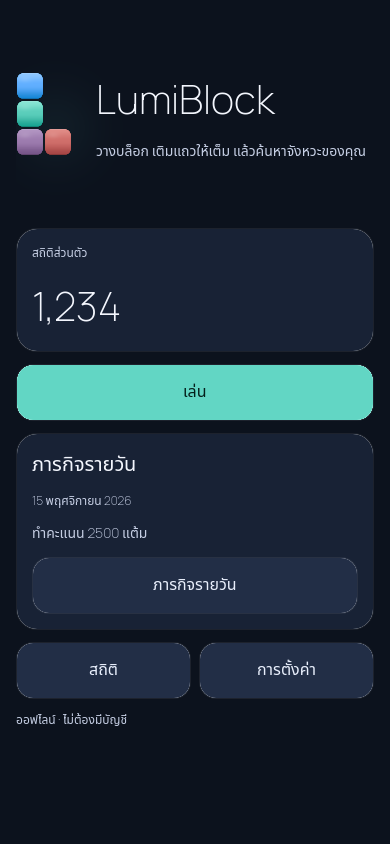 LumiBlock
วางบล็อก เติมแถวให้เต็ม แล้วค้นหาจังหวะของคุณ
สถิติส่วนตัว
1,234
เล่น
ภารกิจรายวัน
15 พฤศจิกายน 2026
ทำคะแนน 2500 แต้ม
ภารกิจรายวัน
สถิติ
การตั้งค่า
ออฟไลน์ · ไม่ต้องมีบัญชี